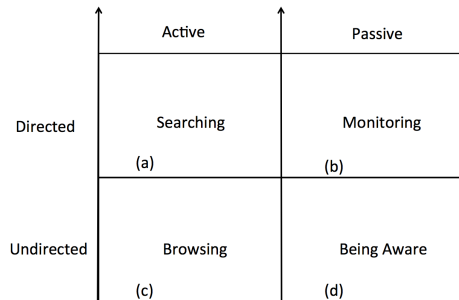 Active Passive
Directed Searching Monitoring
(a) (b)
Undirected Browsing Being Aware
(c) (d)